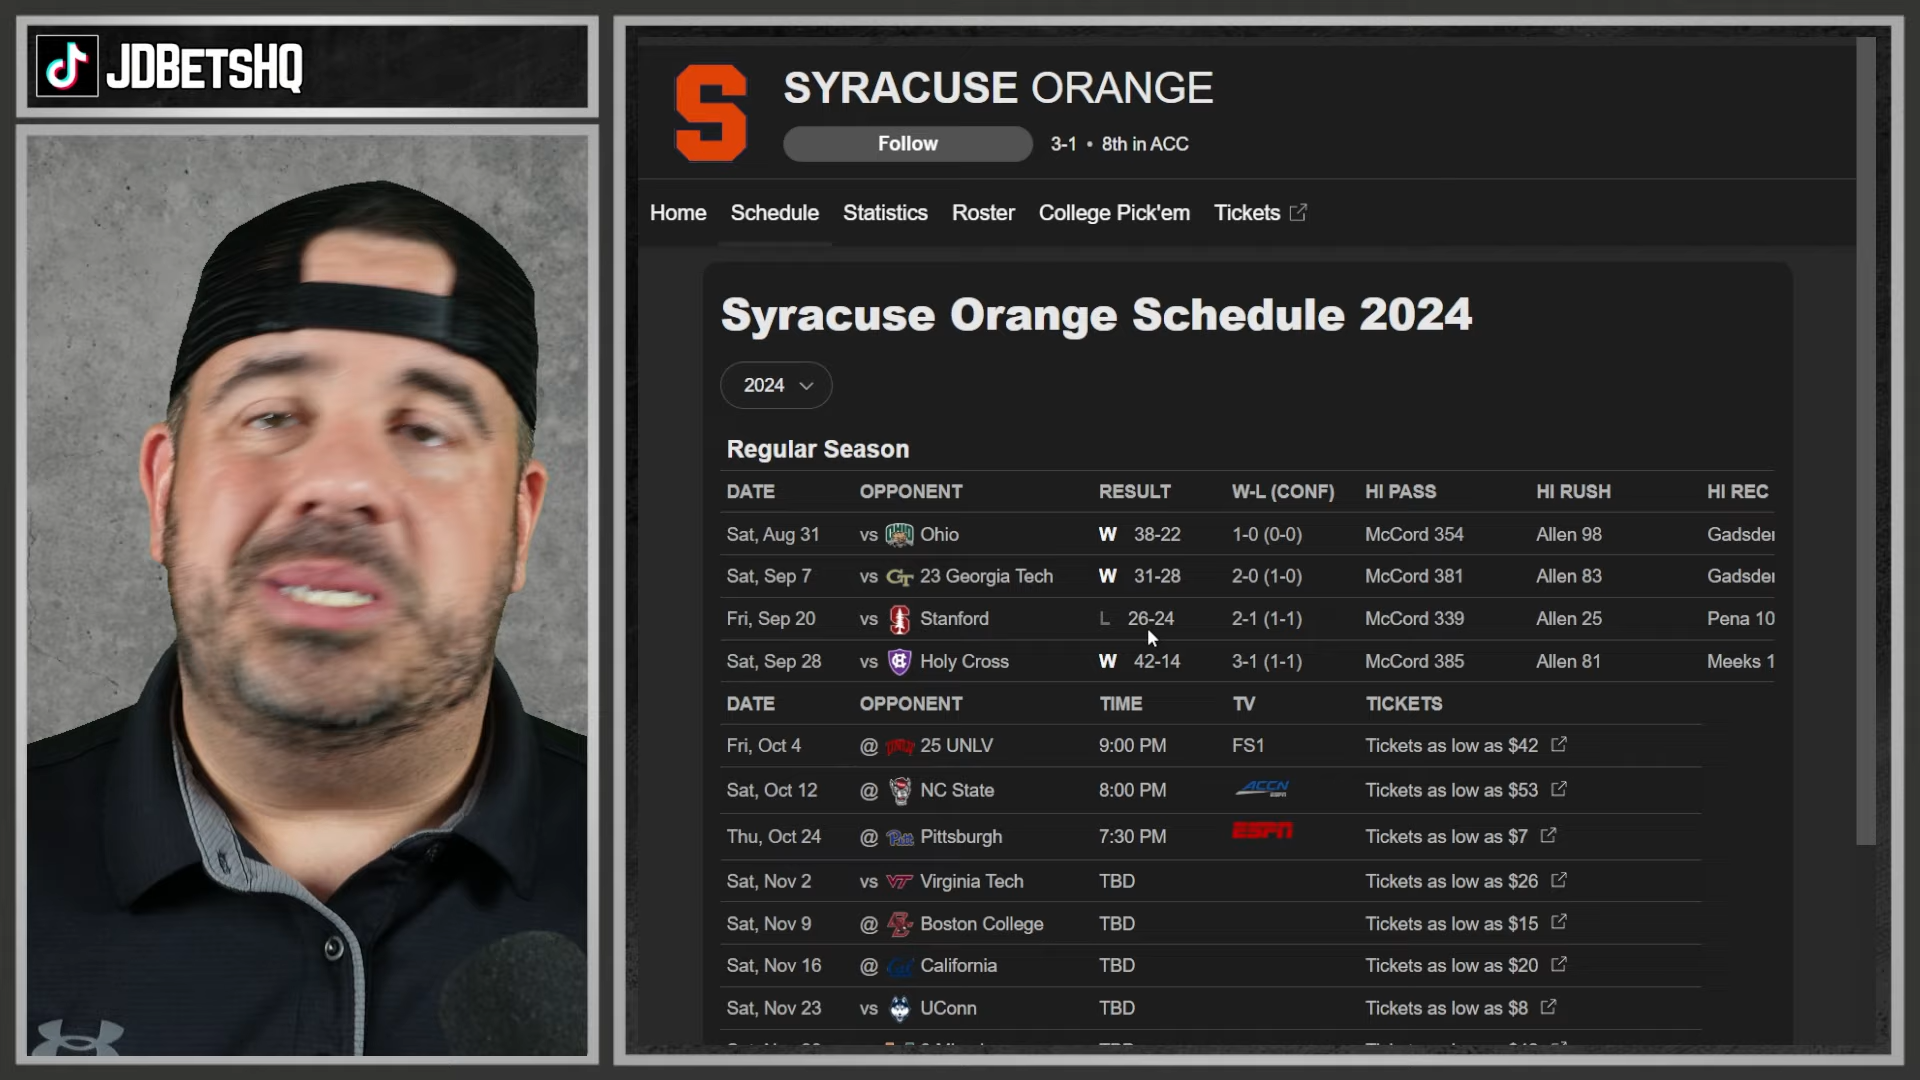 JDBETSHQ
SYRACUSE ORANGE
Follow 3-1 • 8th in ACC
Home Schedule Statistics Roster College Pick'em Tickets
Syracuse Orange Schedule 2024
2024
Regular Season
DATE OPPONENT RESULT W-L (CONF) HI PASS HI RUSH HI REC
Sat, Aug 31 vs Ohio W 38-22 1-0 (0-0) McCord 354 Allen 98
Sat, Sep 7 vs GT 23 Georgia Tech W 31-28 2-0 (1-0) McCord 381 Allen 83
Fri, Sep 20 vs Stanford L 26-24 2-1 (1-1) McCord 339 Allen 25 Pena 10
Sat, Sep 28 vs Holy Cross W 42-14 3-1 (1-1) McCord 385 Allen 81 Meeks 1
DATE OPPONENT TIME TV TICKETS
Fri, Oct 4 @ UNLV 25 UNLV 9:00 PM FS1 Tickets as low as $42
Sat, Oct 12 @ NC State 8:00 PM ACCN ESPN Tickets as low as $53
Thu, Oct 24 @ Pitt Pittsburgh 7:30 PM ESPN Tickets as low as $7
Sat, Nov 2 vs VT Virginia Tech TBD Tickets as low as $26
Sat, Nov 9 @ BC Boston College TBD Tickets as low as $15
Sat, Nov 16 @ Cal California TBD Tickets as low as $20
Sat, Nov 23 vs UConn TBD Tickets as low as $8